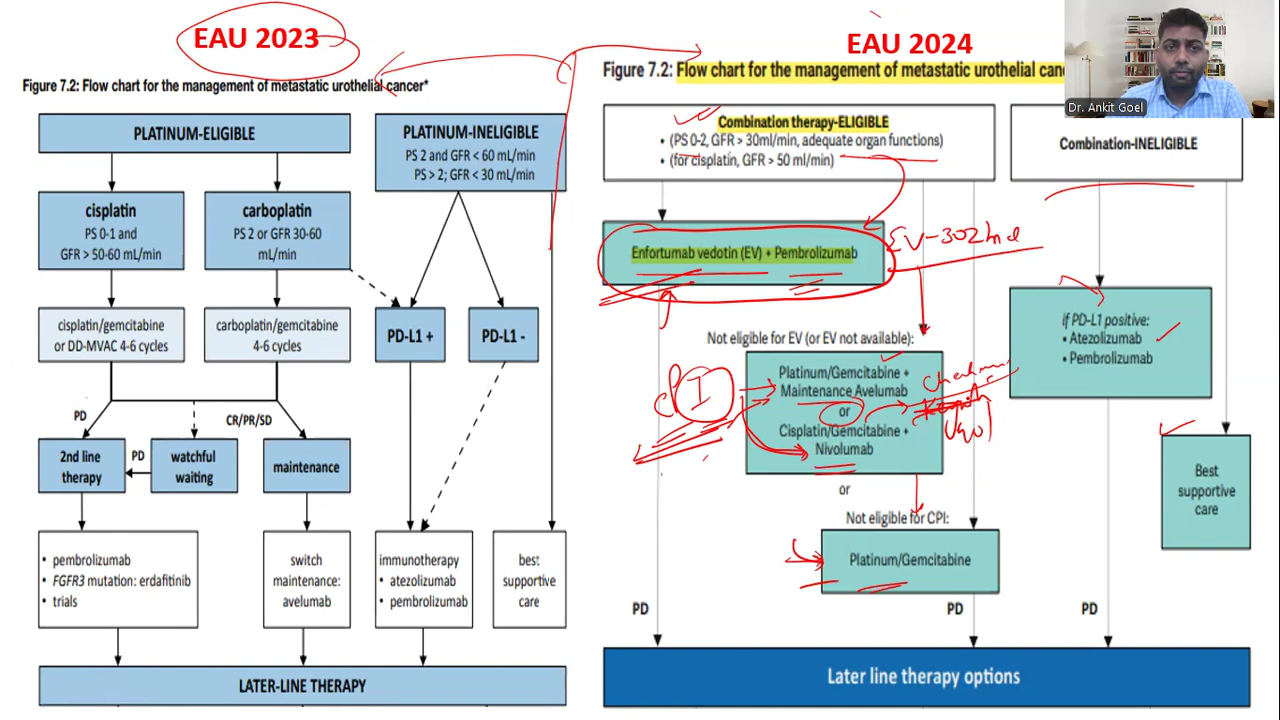 EAU 2023
EAU 2024
Figure 7.2: Flow chart for the management of metastatic urothelial cancer*
PLATINUM-ELIGIBLE
PLATINUM-INELIGIBLE
PS 2 and GFR < 60 mL/min
PS > 2; GFR < 30 mL/min
cisplatin
PS 0-1 and
GFR > 50-60 mL/min
carboplatin
PS 2 or GFR 30-60
mL/min
cisplatin/gemcitabine
or DD-MVAC 4-6 cycles
carboplatin/gemcitabine
4-6 cycles
PD-L1 +
PD-L1 -
PD
CR/PR/SD
2nd line
therapy
PD
watchful
waiting
maintenance
• pembrolizumab
• FGFR3 mutation: erdafitinib
• trials
switch
maintenance:
avelumab
immunotherapy
• atezolizumab
• pembrolizumab
best
supportive
care
LATER-LINE THERAPY
Figure 7.2: Flow chart for the management of metastatic urothelial
Dr. Ankit Goel
Combination therapy-ELIGIBLE
• (PS 0-2, GFR > 30ml/min, adequate organ functions)
• (for cisplatin, GFR > 50 ml/min)
Combination-INELIGIBLE
Enfortumab vedotin (EV) + Pembrolizumab
EV-302
Not eligible for EV (or EV not available):
Platinum/Gemcitabine +
Maintenance Avelumab
or
Cisplatin/Gemcitabine +
Nivolumab
CPI
or
Not eligible for CPI:
Platinum/Gemcitabine
if PD-L1 positive:
• Atezolizumab
• Pembrolizumab
Best
supportive
care
PD
PD
PD
Later line therapy options